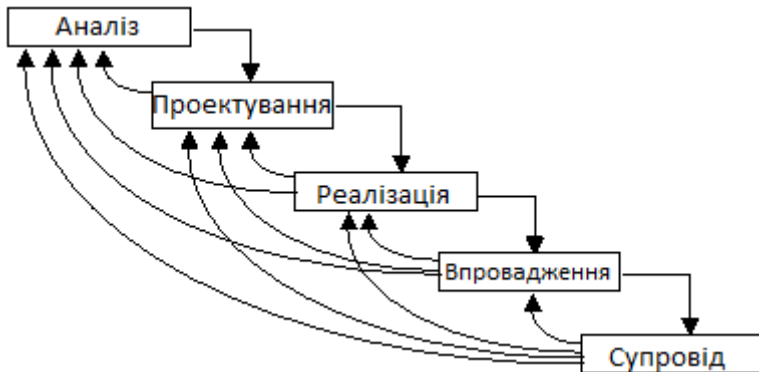 Аналіз
Проектування
Реалізація
Впровадження
Супровід